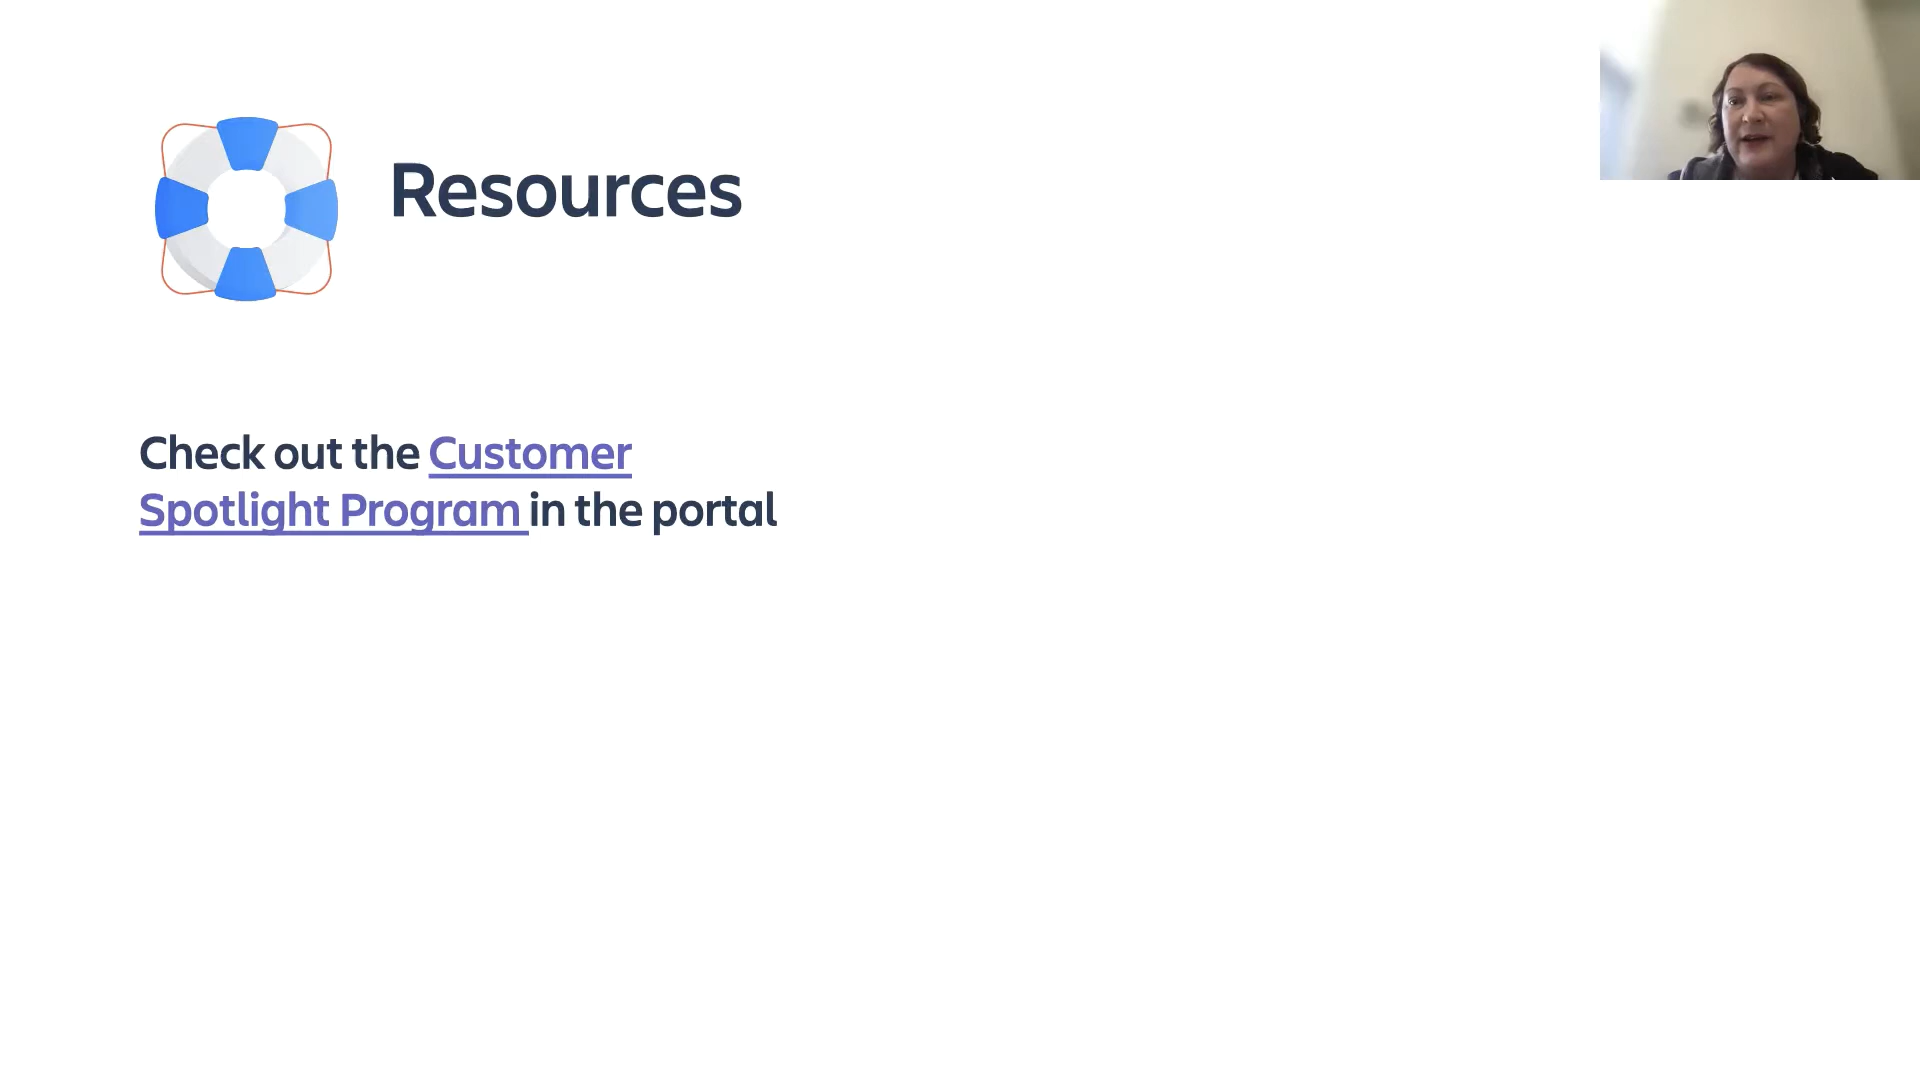 Resources
Check out the Customer
Spotlight Program in the portal